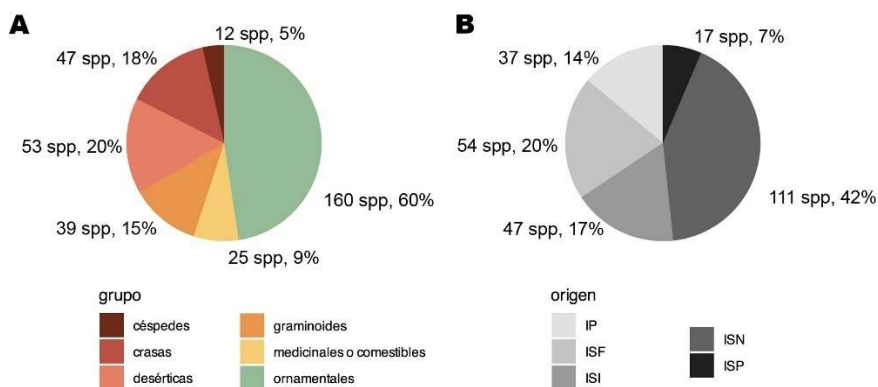 A
12 spp, 5%
47 spp, 18%
53 spp, 20%
39 spp, 15%
25 spp, 9%
160 spp, 60%
grupo
céspedes
crasas
desérticas
graminoides
medicinales o comestibles
ornamentales
B
17 spp, 7%
37 spp, 14%
54 spp, 20%
47 spp, 17%
111 spp, 42%
origen
IP
ISF
ISI
ISN
ISP